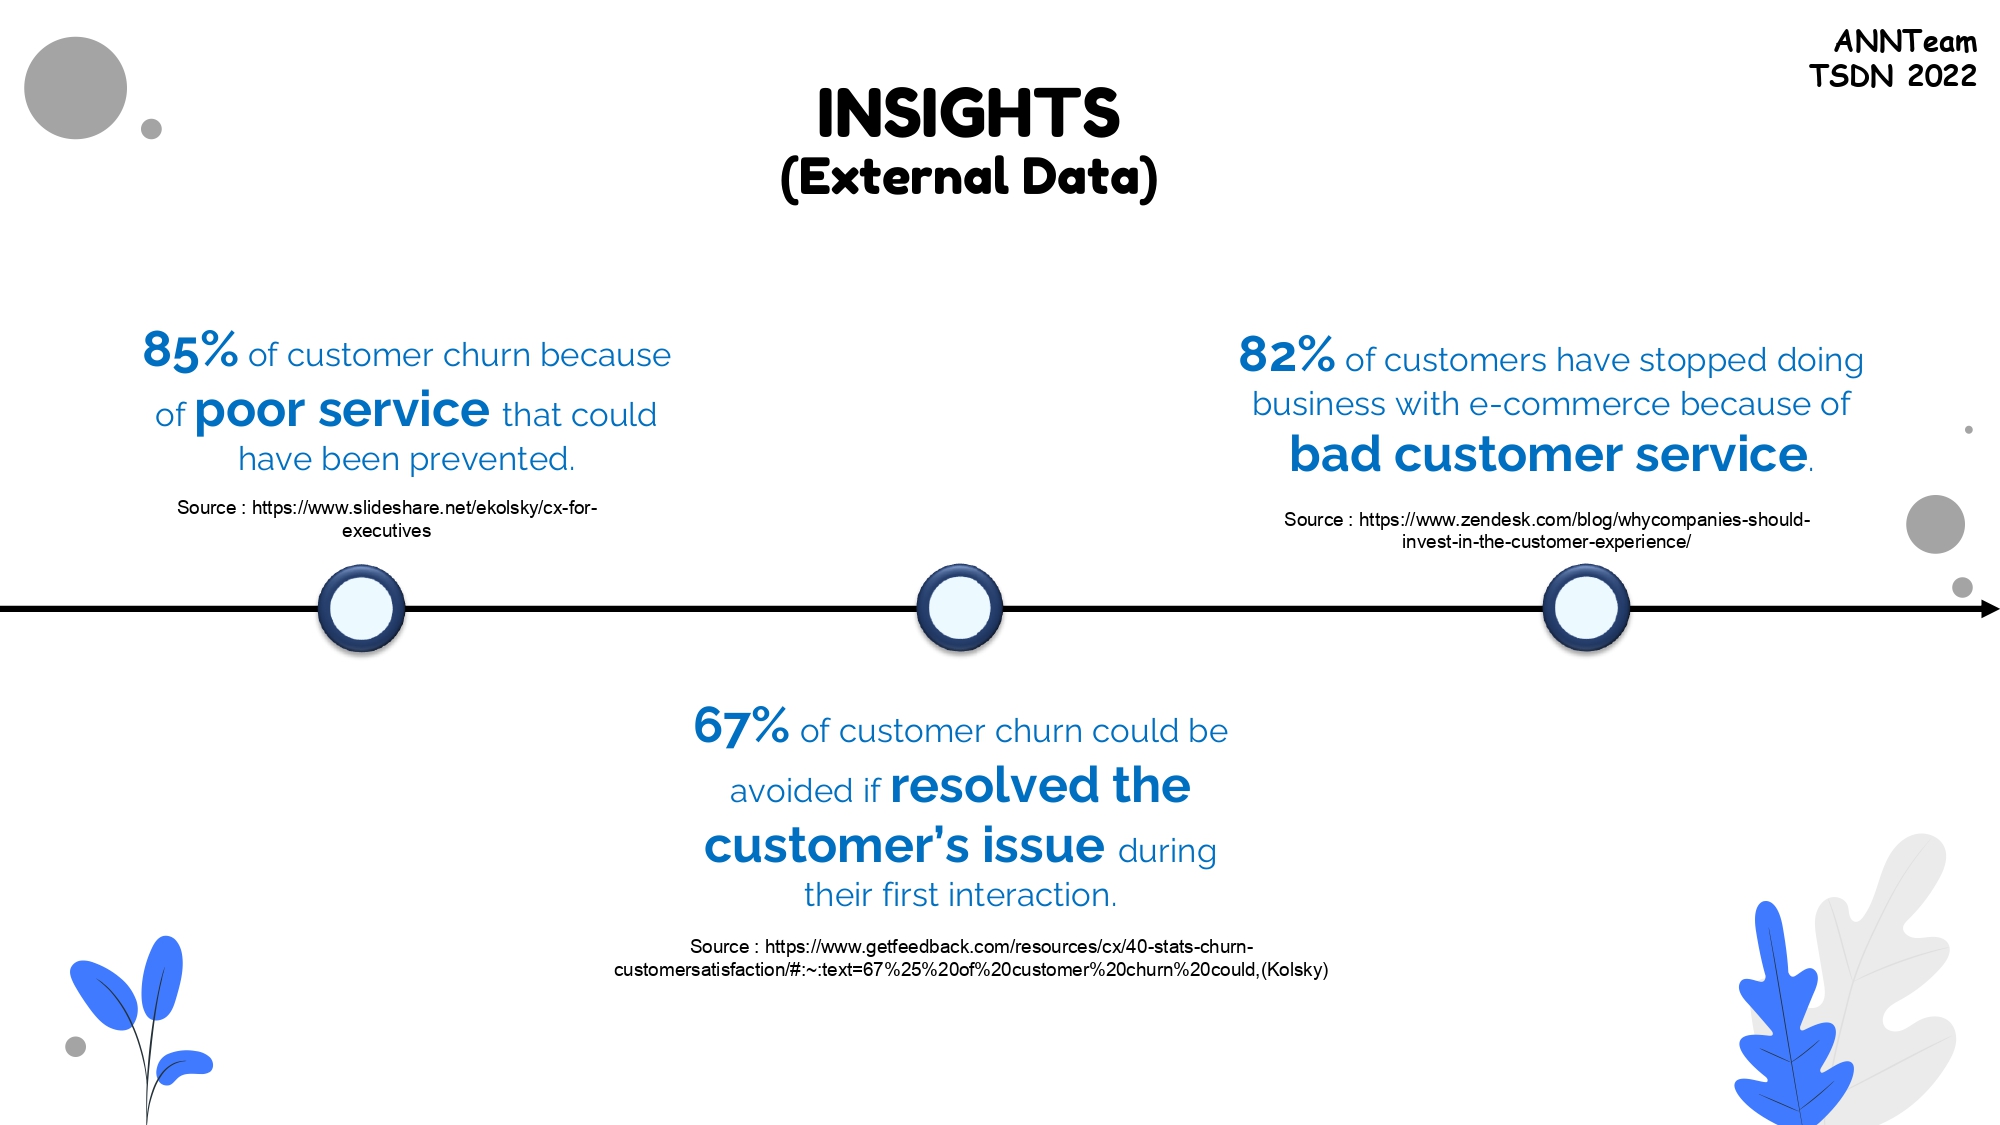 ANNTeam
TSDN 2022
INSIGHTS
(External Data)
85% of customer churn because
of poor service that could
have been prevented.
Source : https://www.slideshare.net/ekolsky/cx-for-
executives
82% of customers have stopped doing
business with e-commerce because of
bad customer service.
Source : https://www.zendesk.com/blog/whycompanies-should-
invest-in-the-customer-experience/
67% of customer churn could be
avoided if resolved the
customer’s issue during
their first interaction.
Source : https://www.getfeedback.com/resources/cx/40-stats-churn-
customersatisfaction/#:~:text=67%25%20of%20customer%20churn%20could,(Kolsky)